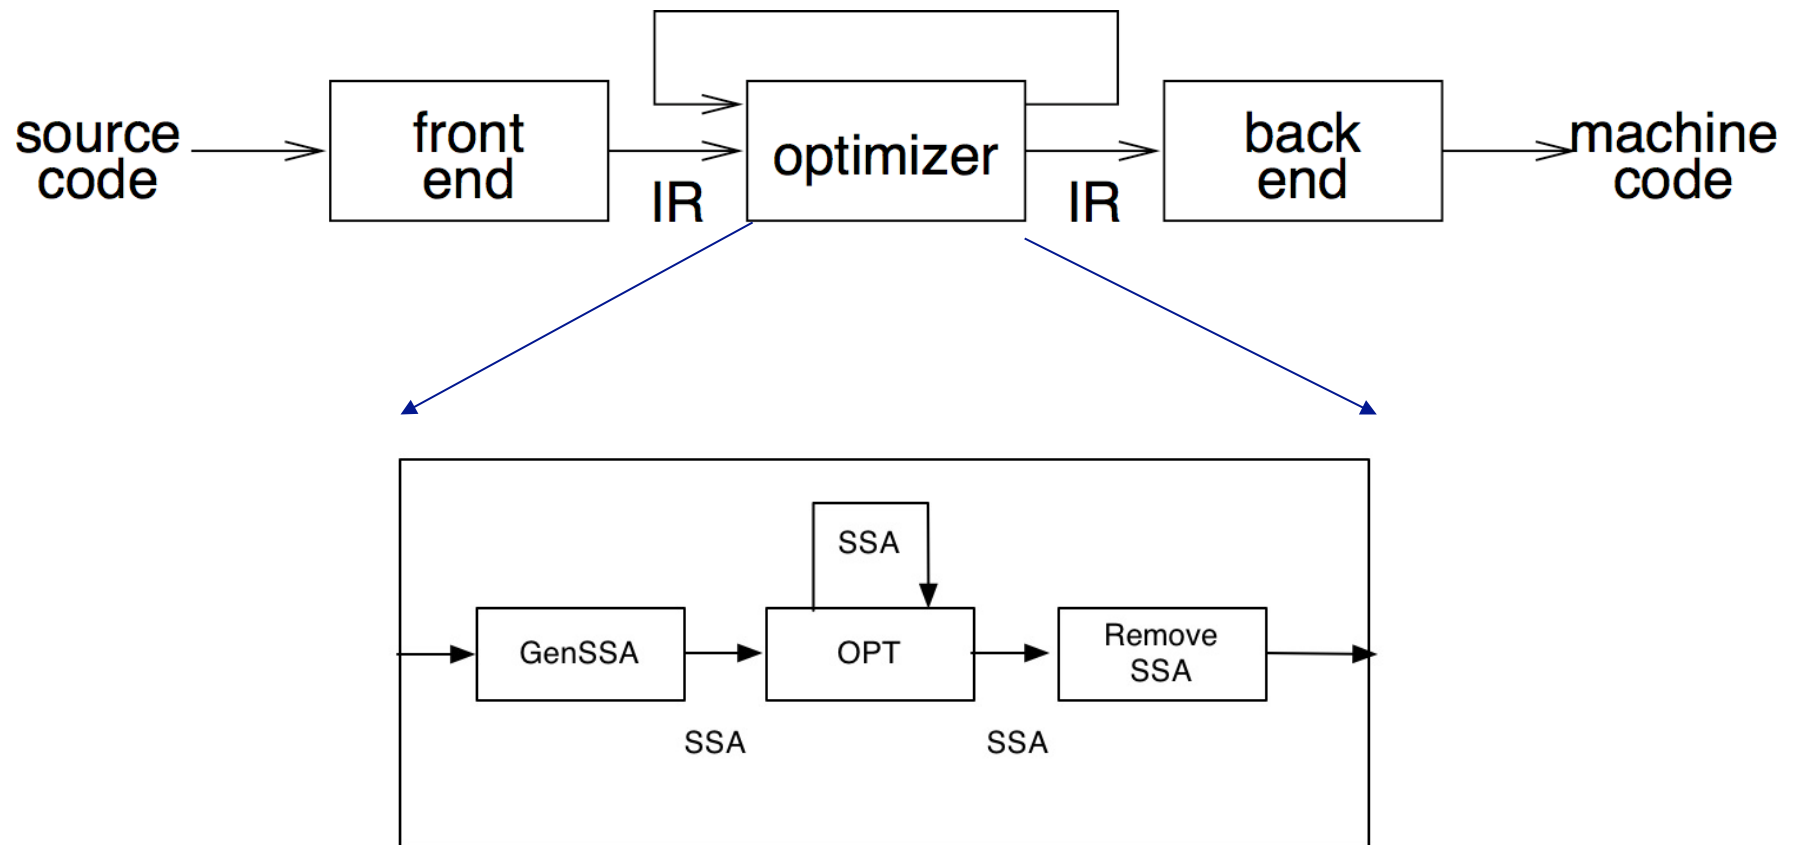 source
code
front
end
IR
optimizer
IR
back
end
machine
code
SSA
GenSSA
OPT
Remove
SSA
SSA
SSA